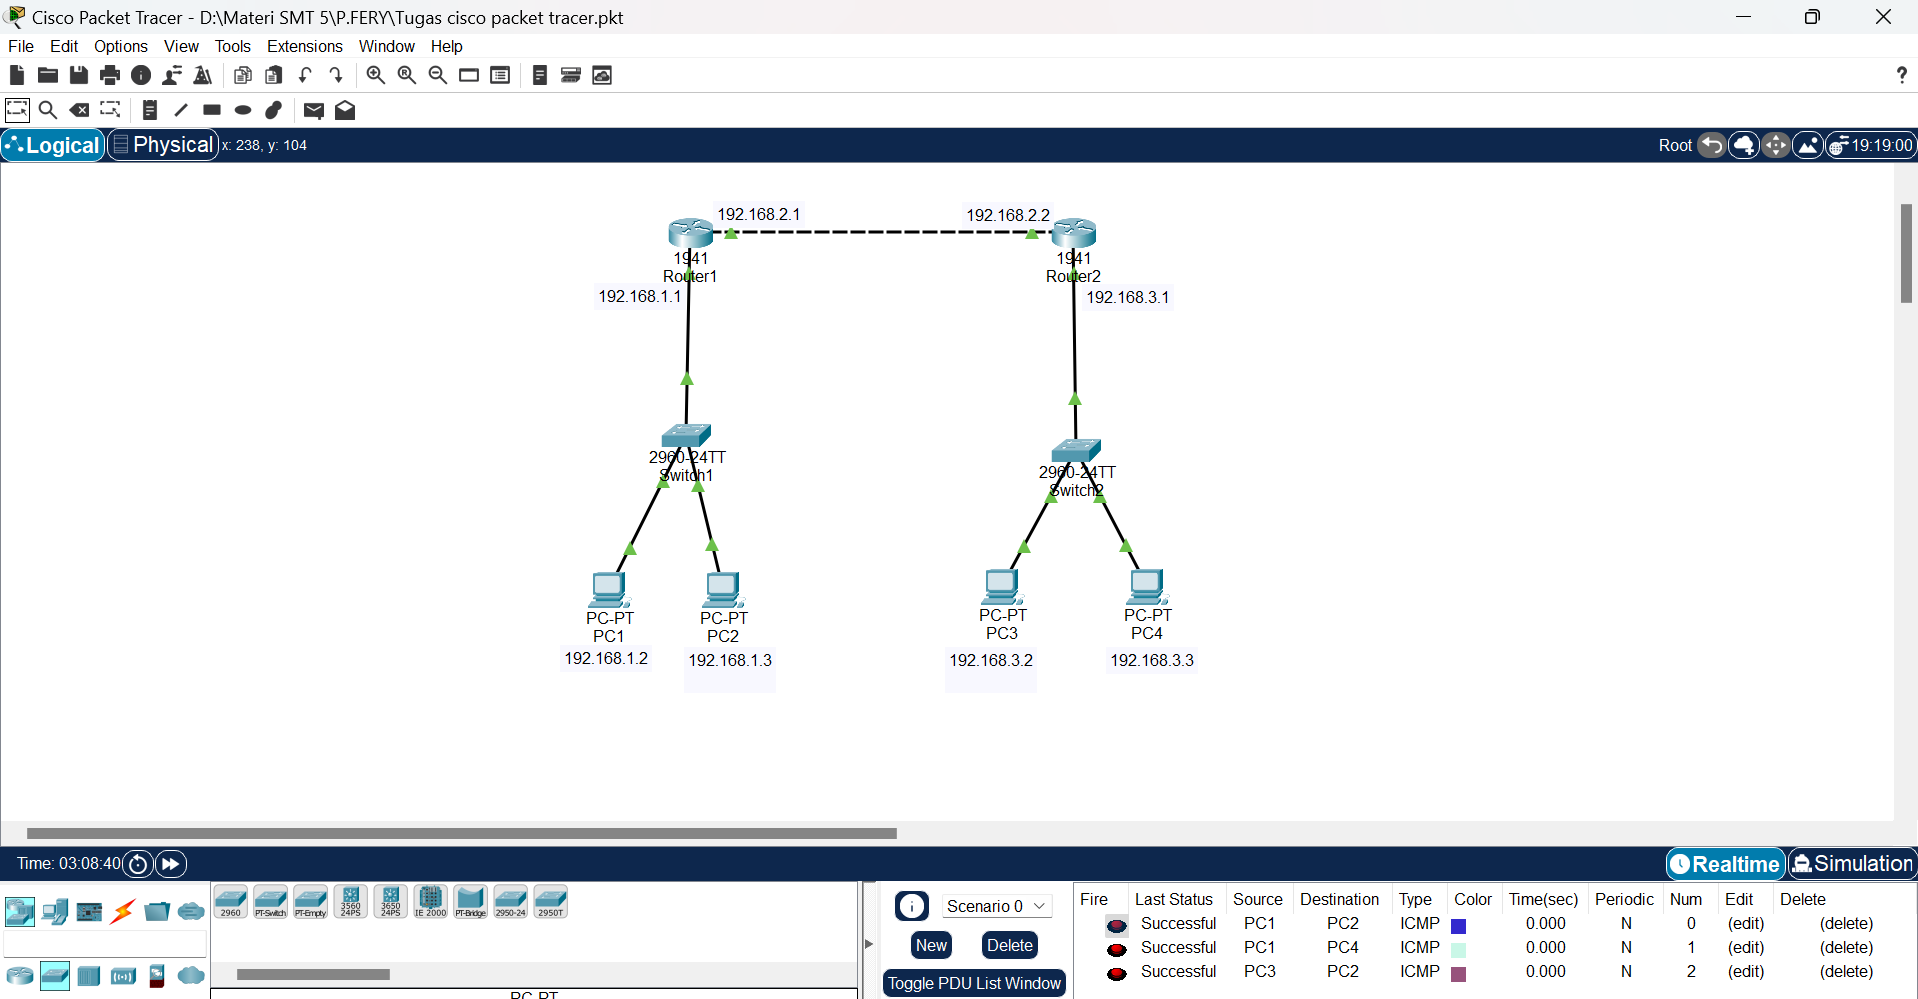 Cisco Packet Tracer - D:\Materi SMT 5\P.FERY\Tugas cisco packet tracer.pkt
File Edit Options View Tools Extensions Window Help
?
Logical Physical x: 238, y: 104 Root 19:19:00
192.168.2.1 192.168.2.2
1941 1941
Router1 Router2
192.168.1.1 192.168.3.1
2960-24TT
Switch1
2960-24TT
Switch2
PC-PT PC-PT PC-PT PC-PT
PC1 PC2 PC3 PC4
192.168.1.2 192.168.1.3 192.168.3.2 192.168.3.3
Time: 03:08:40 Realtime Simulation
2960 PT-Switch PT-Empty 3560 24PS 3650 24PS IE 2000 PT-Bridge 2950-24 2950T
PC-PT
Scenario 0
New Delete
Toggle PDU List Window
Fire Last Status Source Destination Type Color Time(sec) Periodic Num Edit Delete
Successful PC1 PC2 ICMP 0.000 N 0 (edit) (delete)
Successful PC1 PC4 ICMP 0.000 N 1 (edit) (delete)
Successful PC3 PC2 ICMP 0.000 N 2 (edit) (delete)